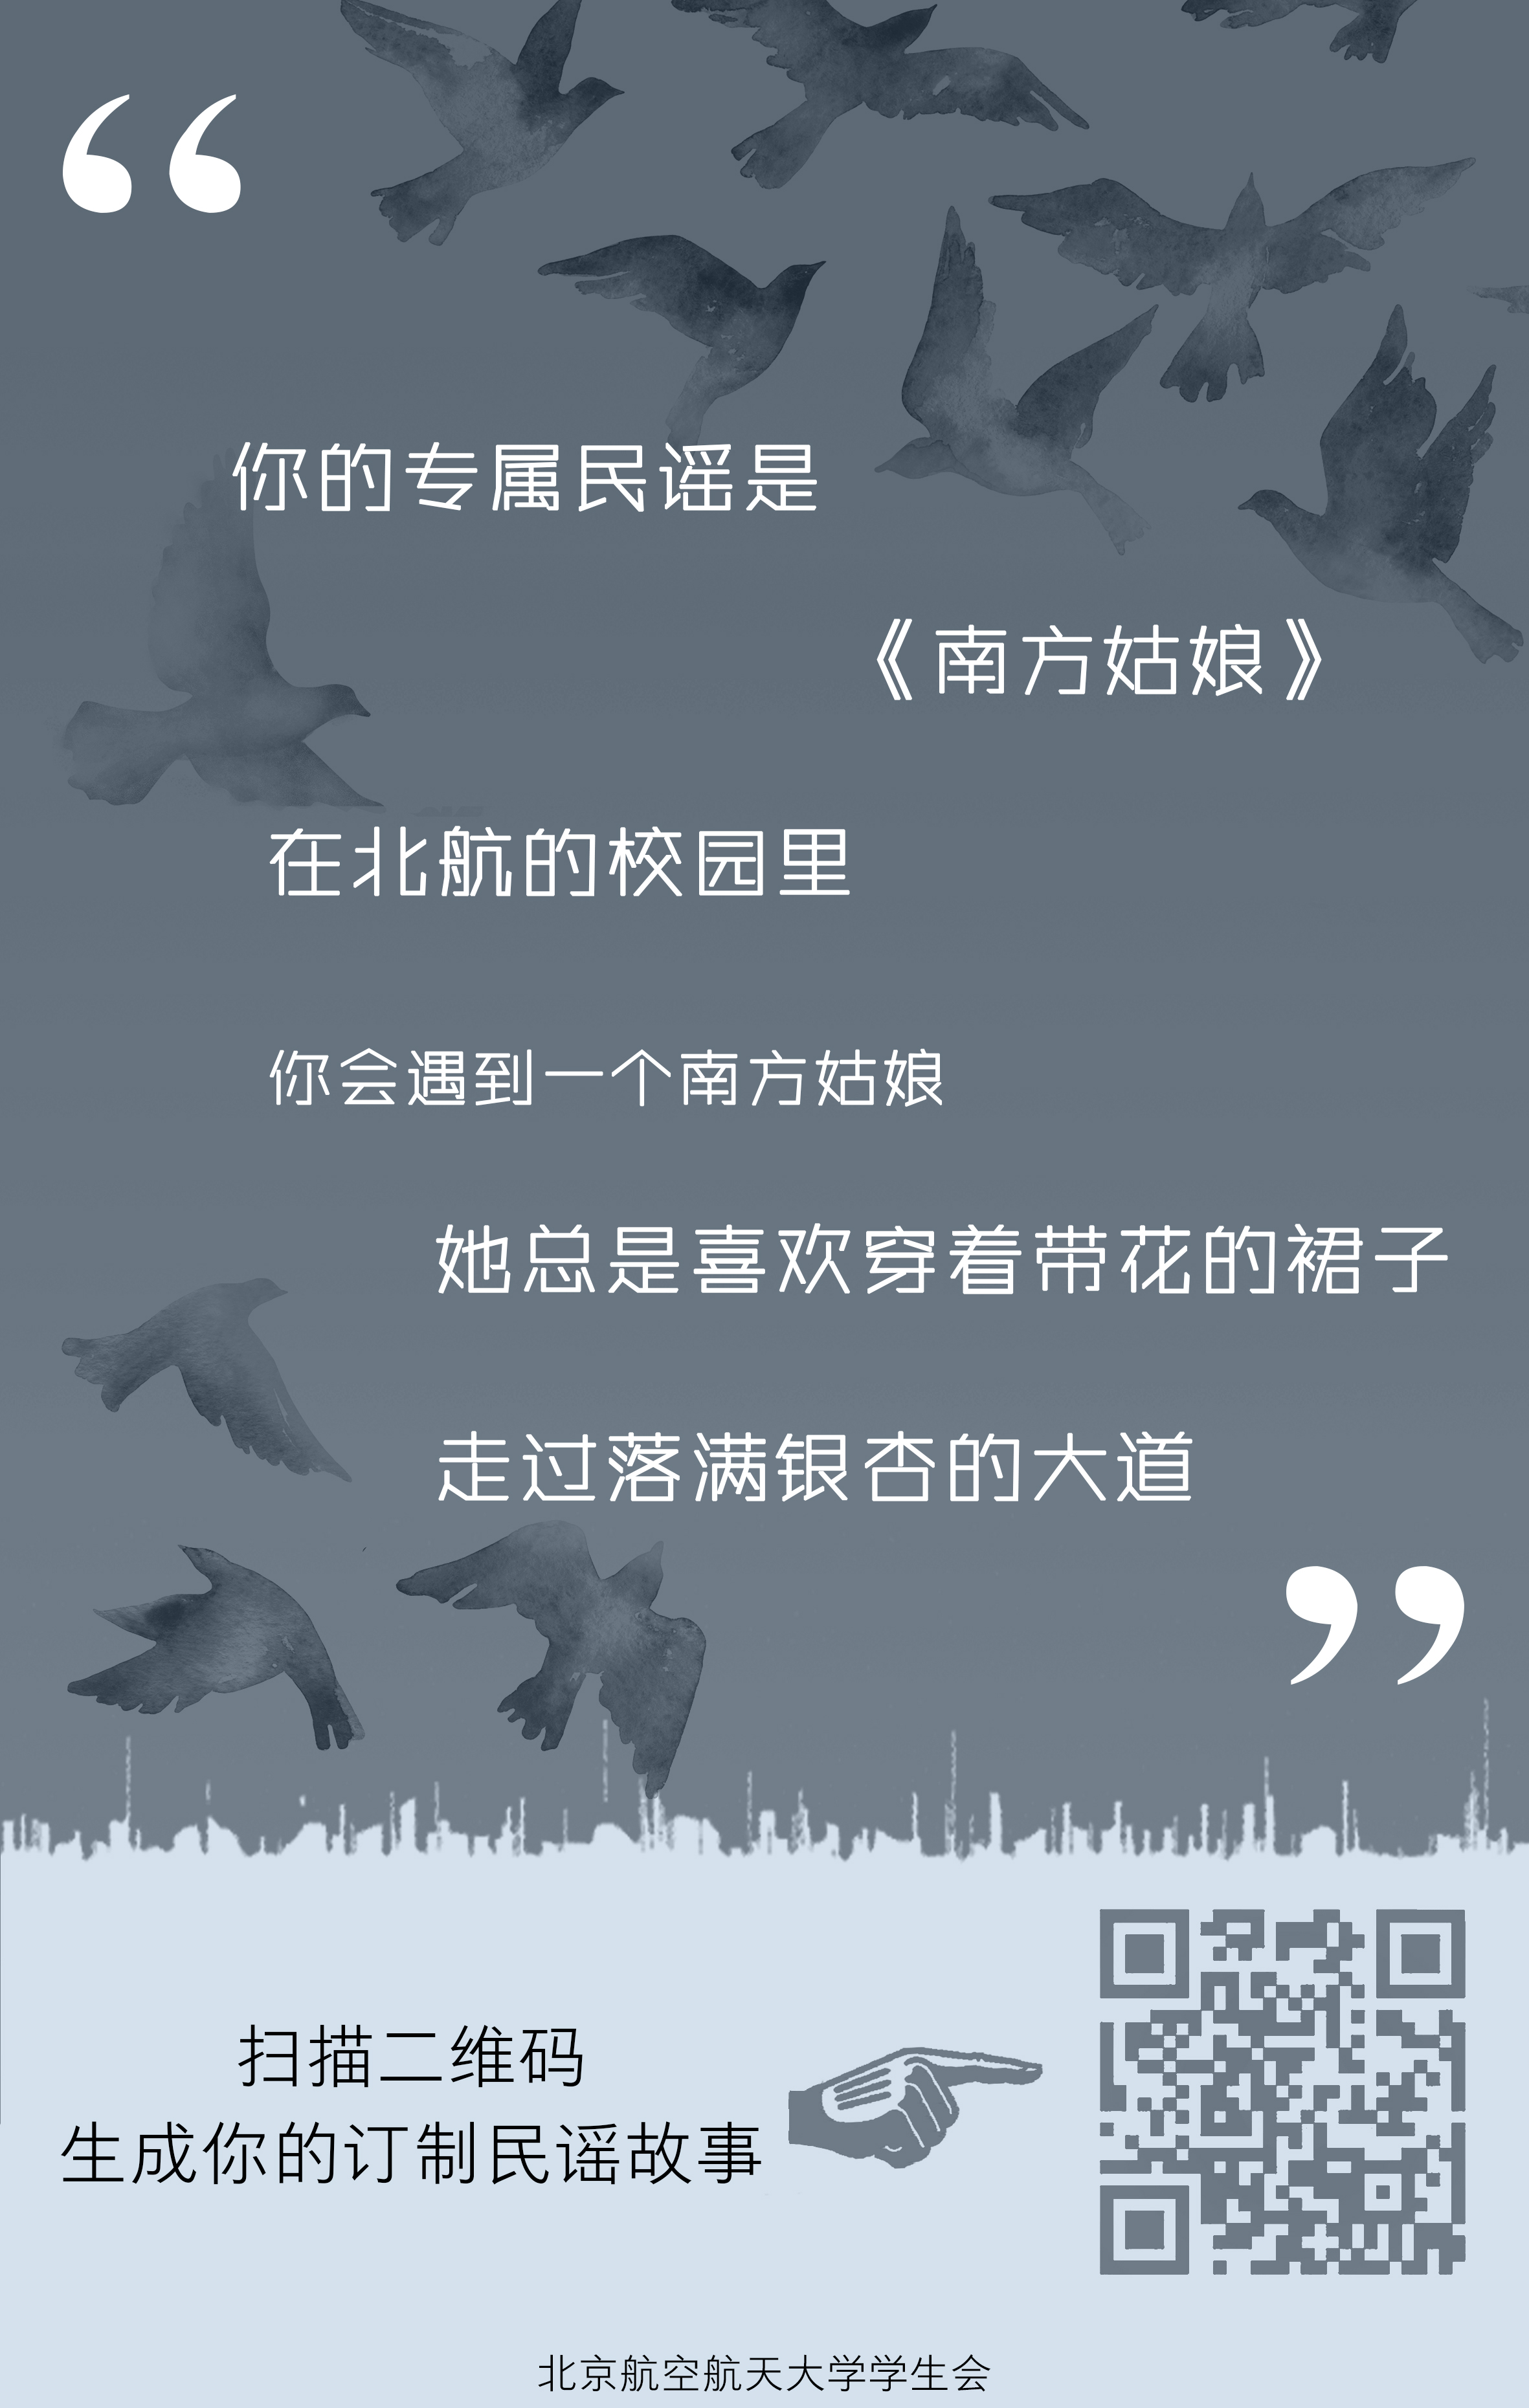 “
你的专属民谣是
《南方姑娘》
在北航的校园里
你会遇到一个南方姑娘
她总是喜欢穿着带花的裙子
走过落满银杏的大道
”
扫描二维码
生成你的订制民谣故事
北京航空航天大学学生会